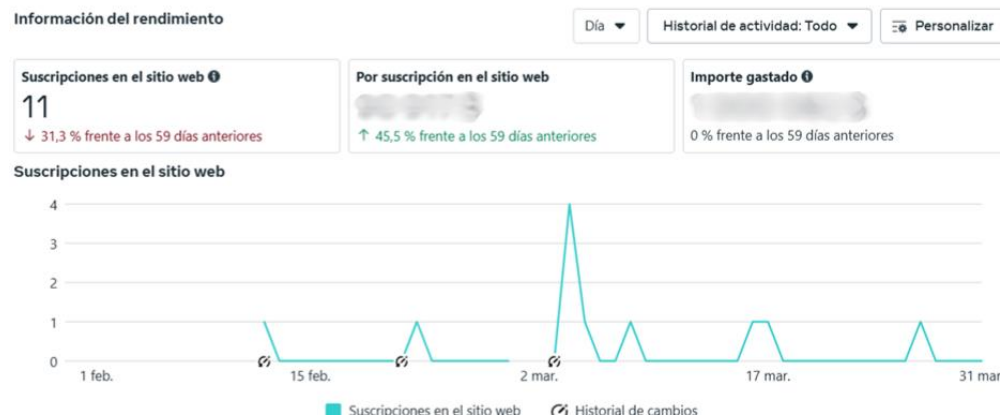 Información del rendimiento
Día
Historial de actividad: Todo
Personalizar
Suscripciones en el sitio web
11
↓ 31,3 % frente a los 59 días anteriores
Por suscripción en el sitio web
↑ 45,5 % frente a los 59 días anteriores
Importe gastado
0 % frente a los 59 días anteriores
Suscripciones en el sitio web
4
3
2
1
0
1 feb.
15 feb.
2 mar.
17 mar.
31 mar
Suscripciones en el sitio web
Historial de cambios